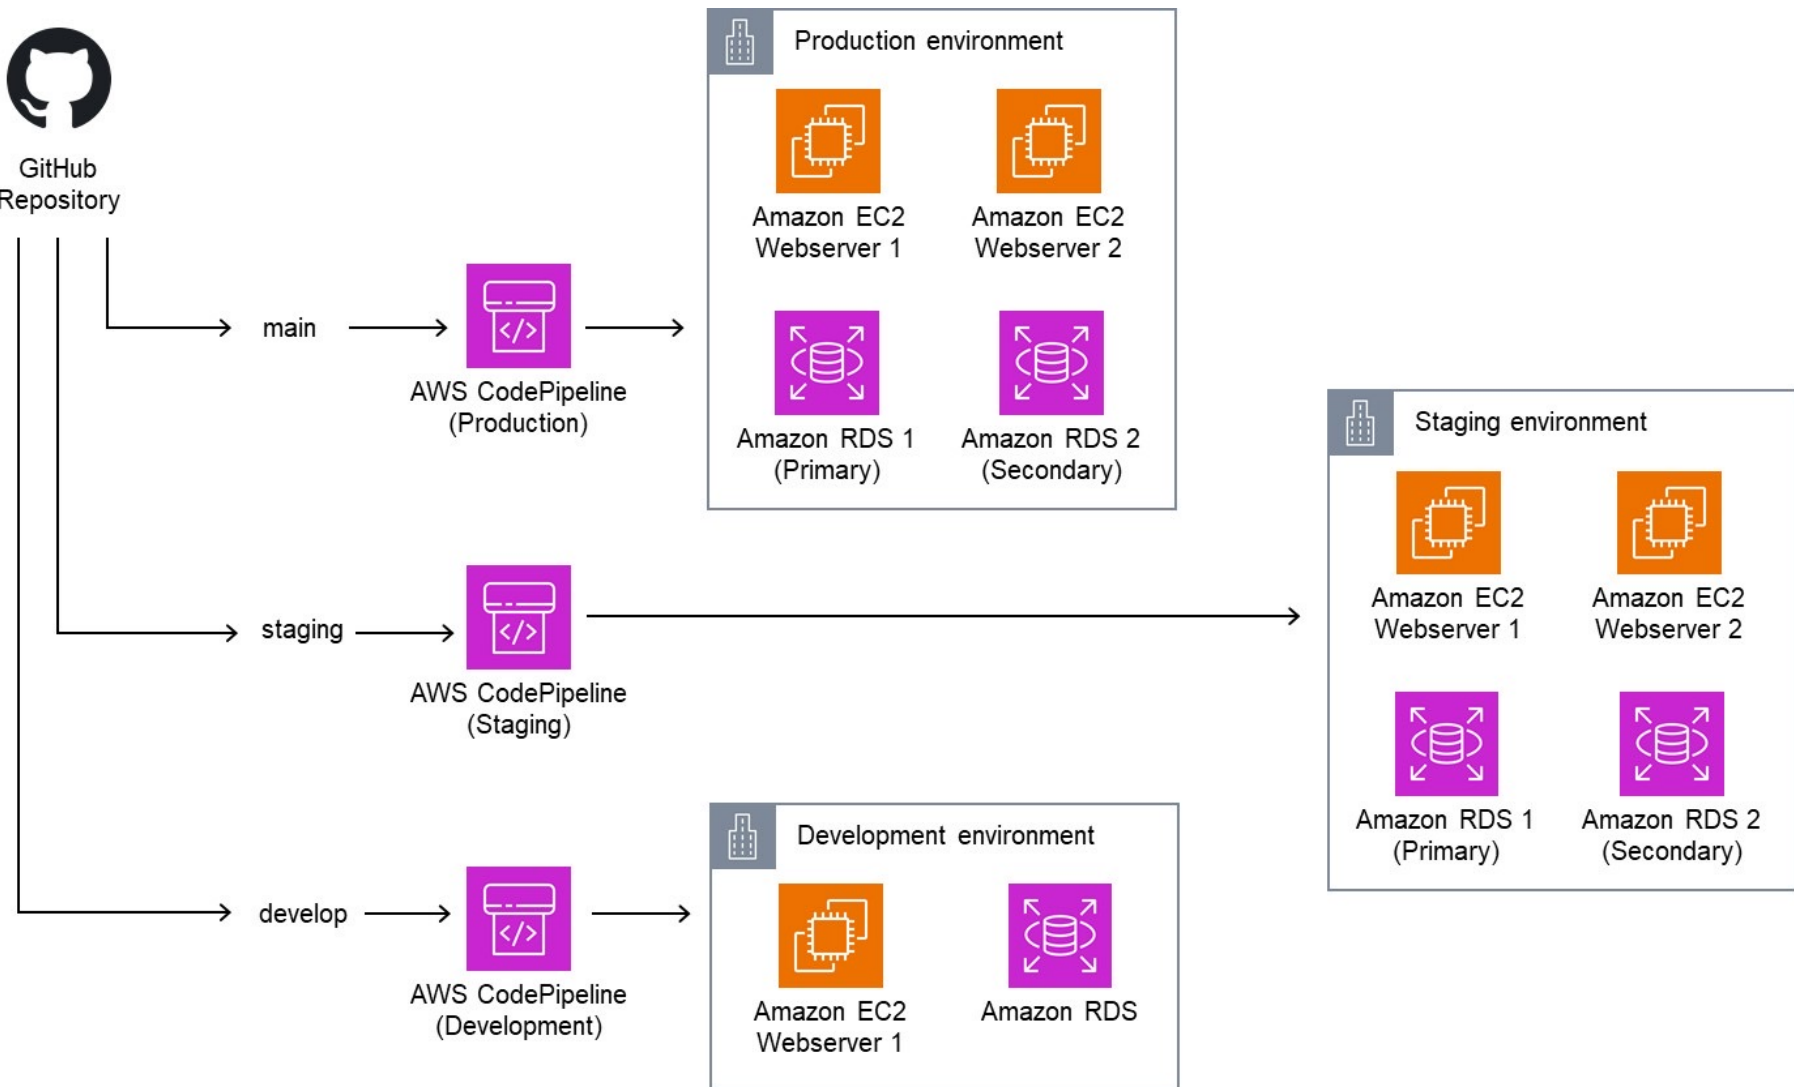 GitHub
Repository
main
AWS CodePipeline
(Production)
Production environment
Amazon EC2
Webserver 1
Amazon EC2
Webserver 2
Amazon RDS 1
(Primary)
Amazon RDS 2
(Secondary)
staging
AWS CodePipeline
(Staging)
Staging environment
Amazon EC2
Webserver 1
Amazon EC2
Webserver 2
Amazon RDS 1
(Primary)
Amazon RDS 2
(Secondary)
develop
AWS CodePipeline
(Development)
Development environment
Amazon EC2
Webserver 1
Amazon RDS